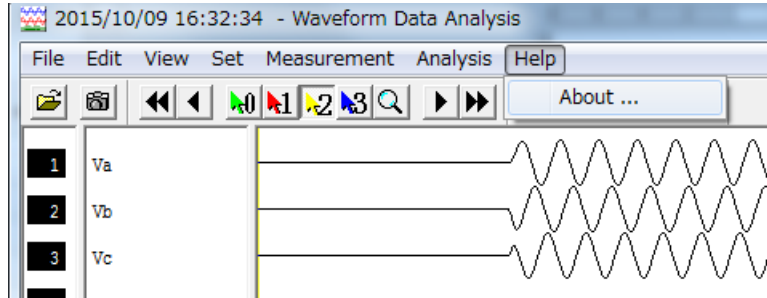 2015/10/09 16:32:34 - Waveform Data Analysis
File Edit View Set Measurement Analysis Help
0 1 2 3
About ...
1 Va
2 Vb
3 Vc